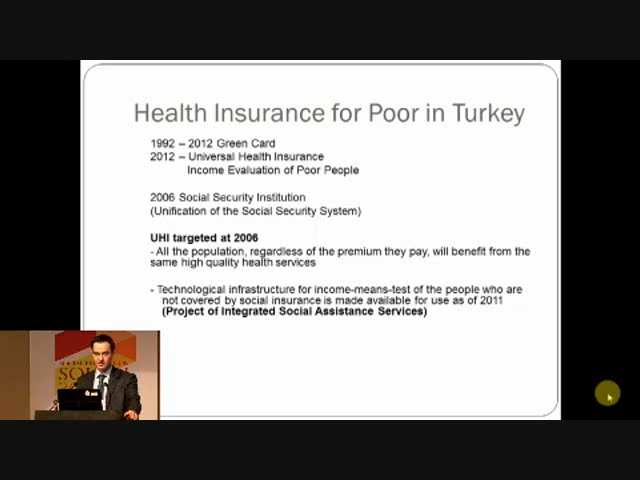 Health Insurance for Poor in Turkey
1992 – 2012 Green Card
2012 – Universal Health Insurance
Income Evaluation of Poor People
2006 Social Security Institution
(Unification of the Social Security System)
UHI targeted at 2006
- All the population, regardless of the premium they pay, will benefit from the
same high quality health services
- Technological infrastructure for income-means-test of the people who are
not covered by social insurance is made available for use as of 2011
(Project of Integrated Social Assistance Services)